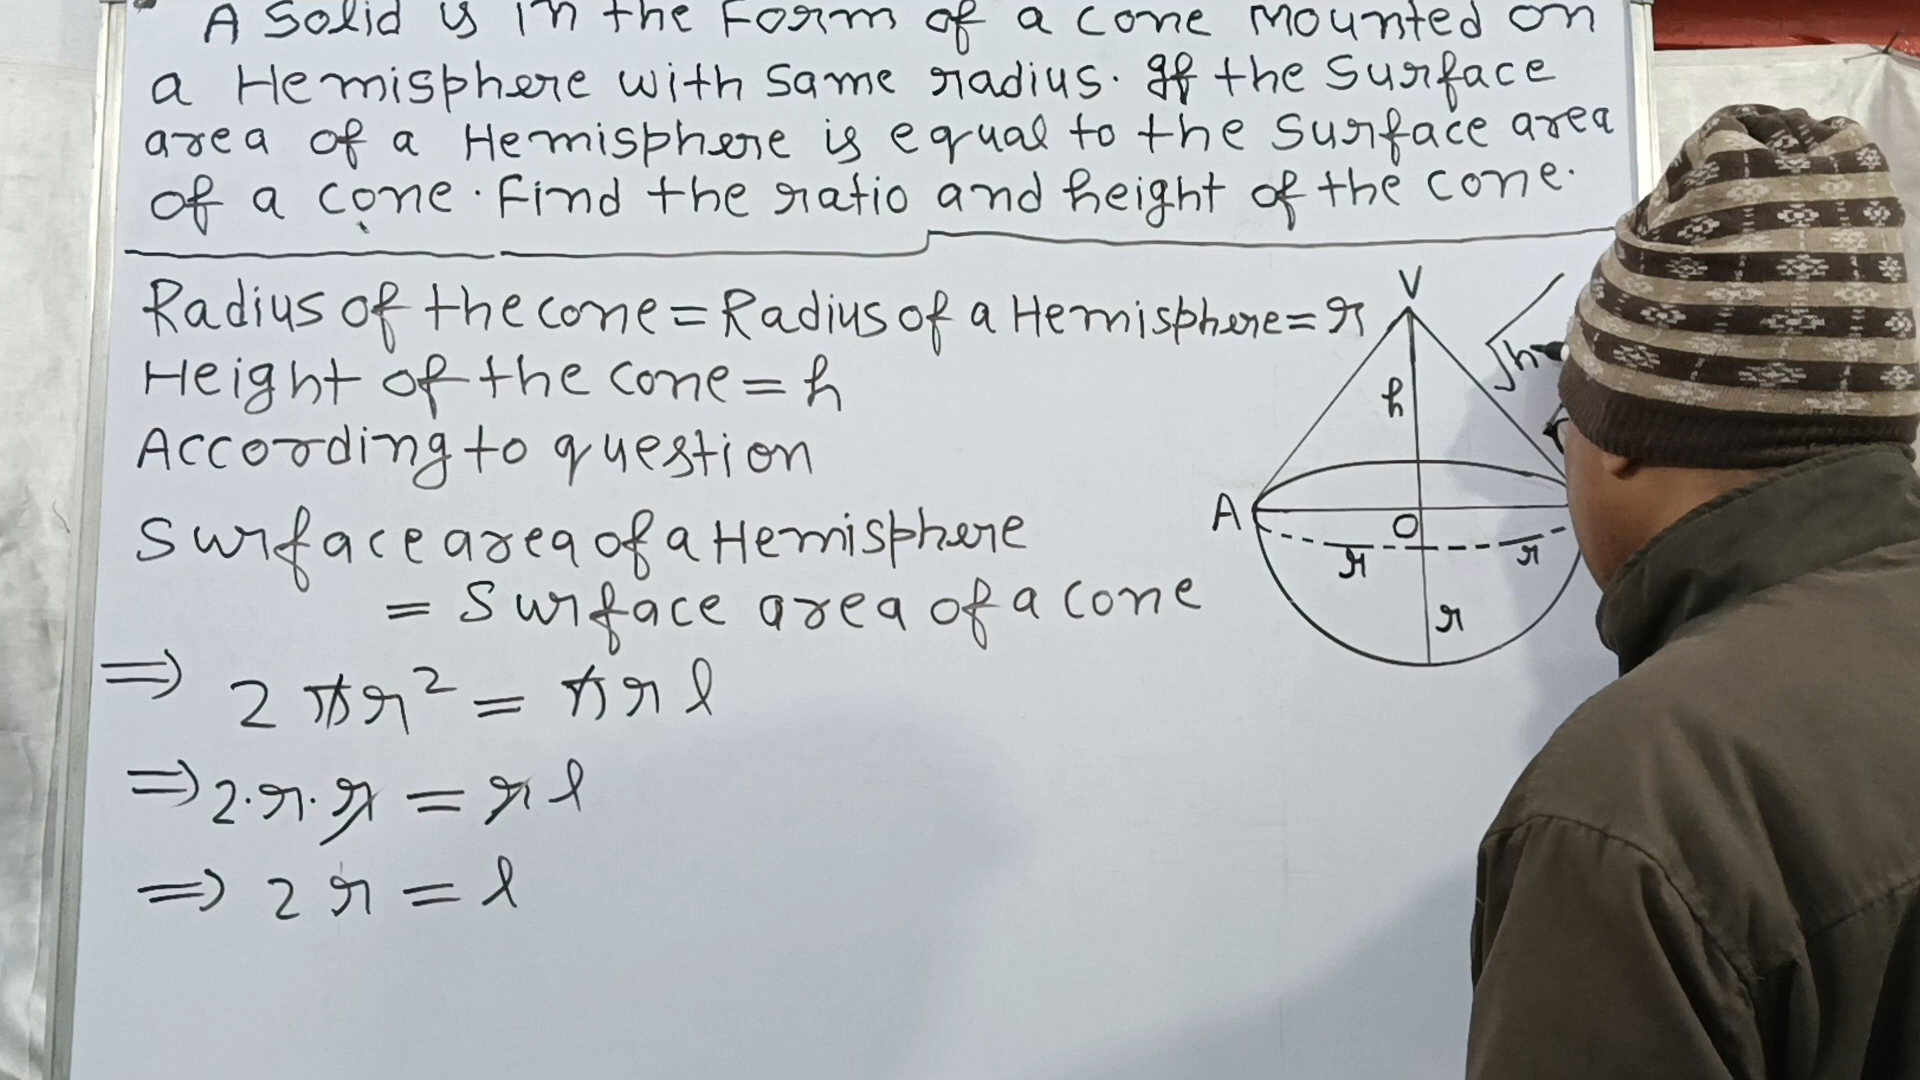 A Solid is in the Form of a cone Mounted on
a Hemisphere with same radius. If the surface
area of a Hemisphere is equal to the surface area
of a cone. Find the ratio and height of the cone.
Radius of the cone = Radius of a Hemisphere = r
Height of the cone = h
According to question
Surface area of a Hemisphere
= Surface area of a cone
⇒ 2πr² = πrl
⇒ 2.r.r = rl
⇒ 2r = l
V
h
√h
A
O
r
r
r